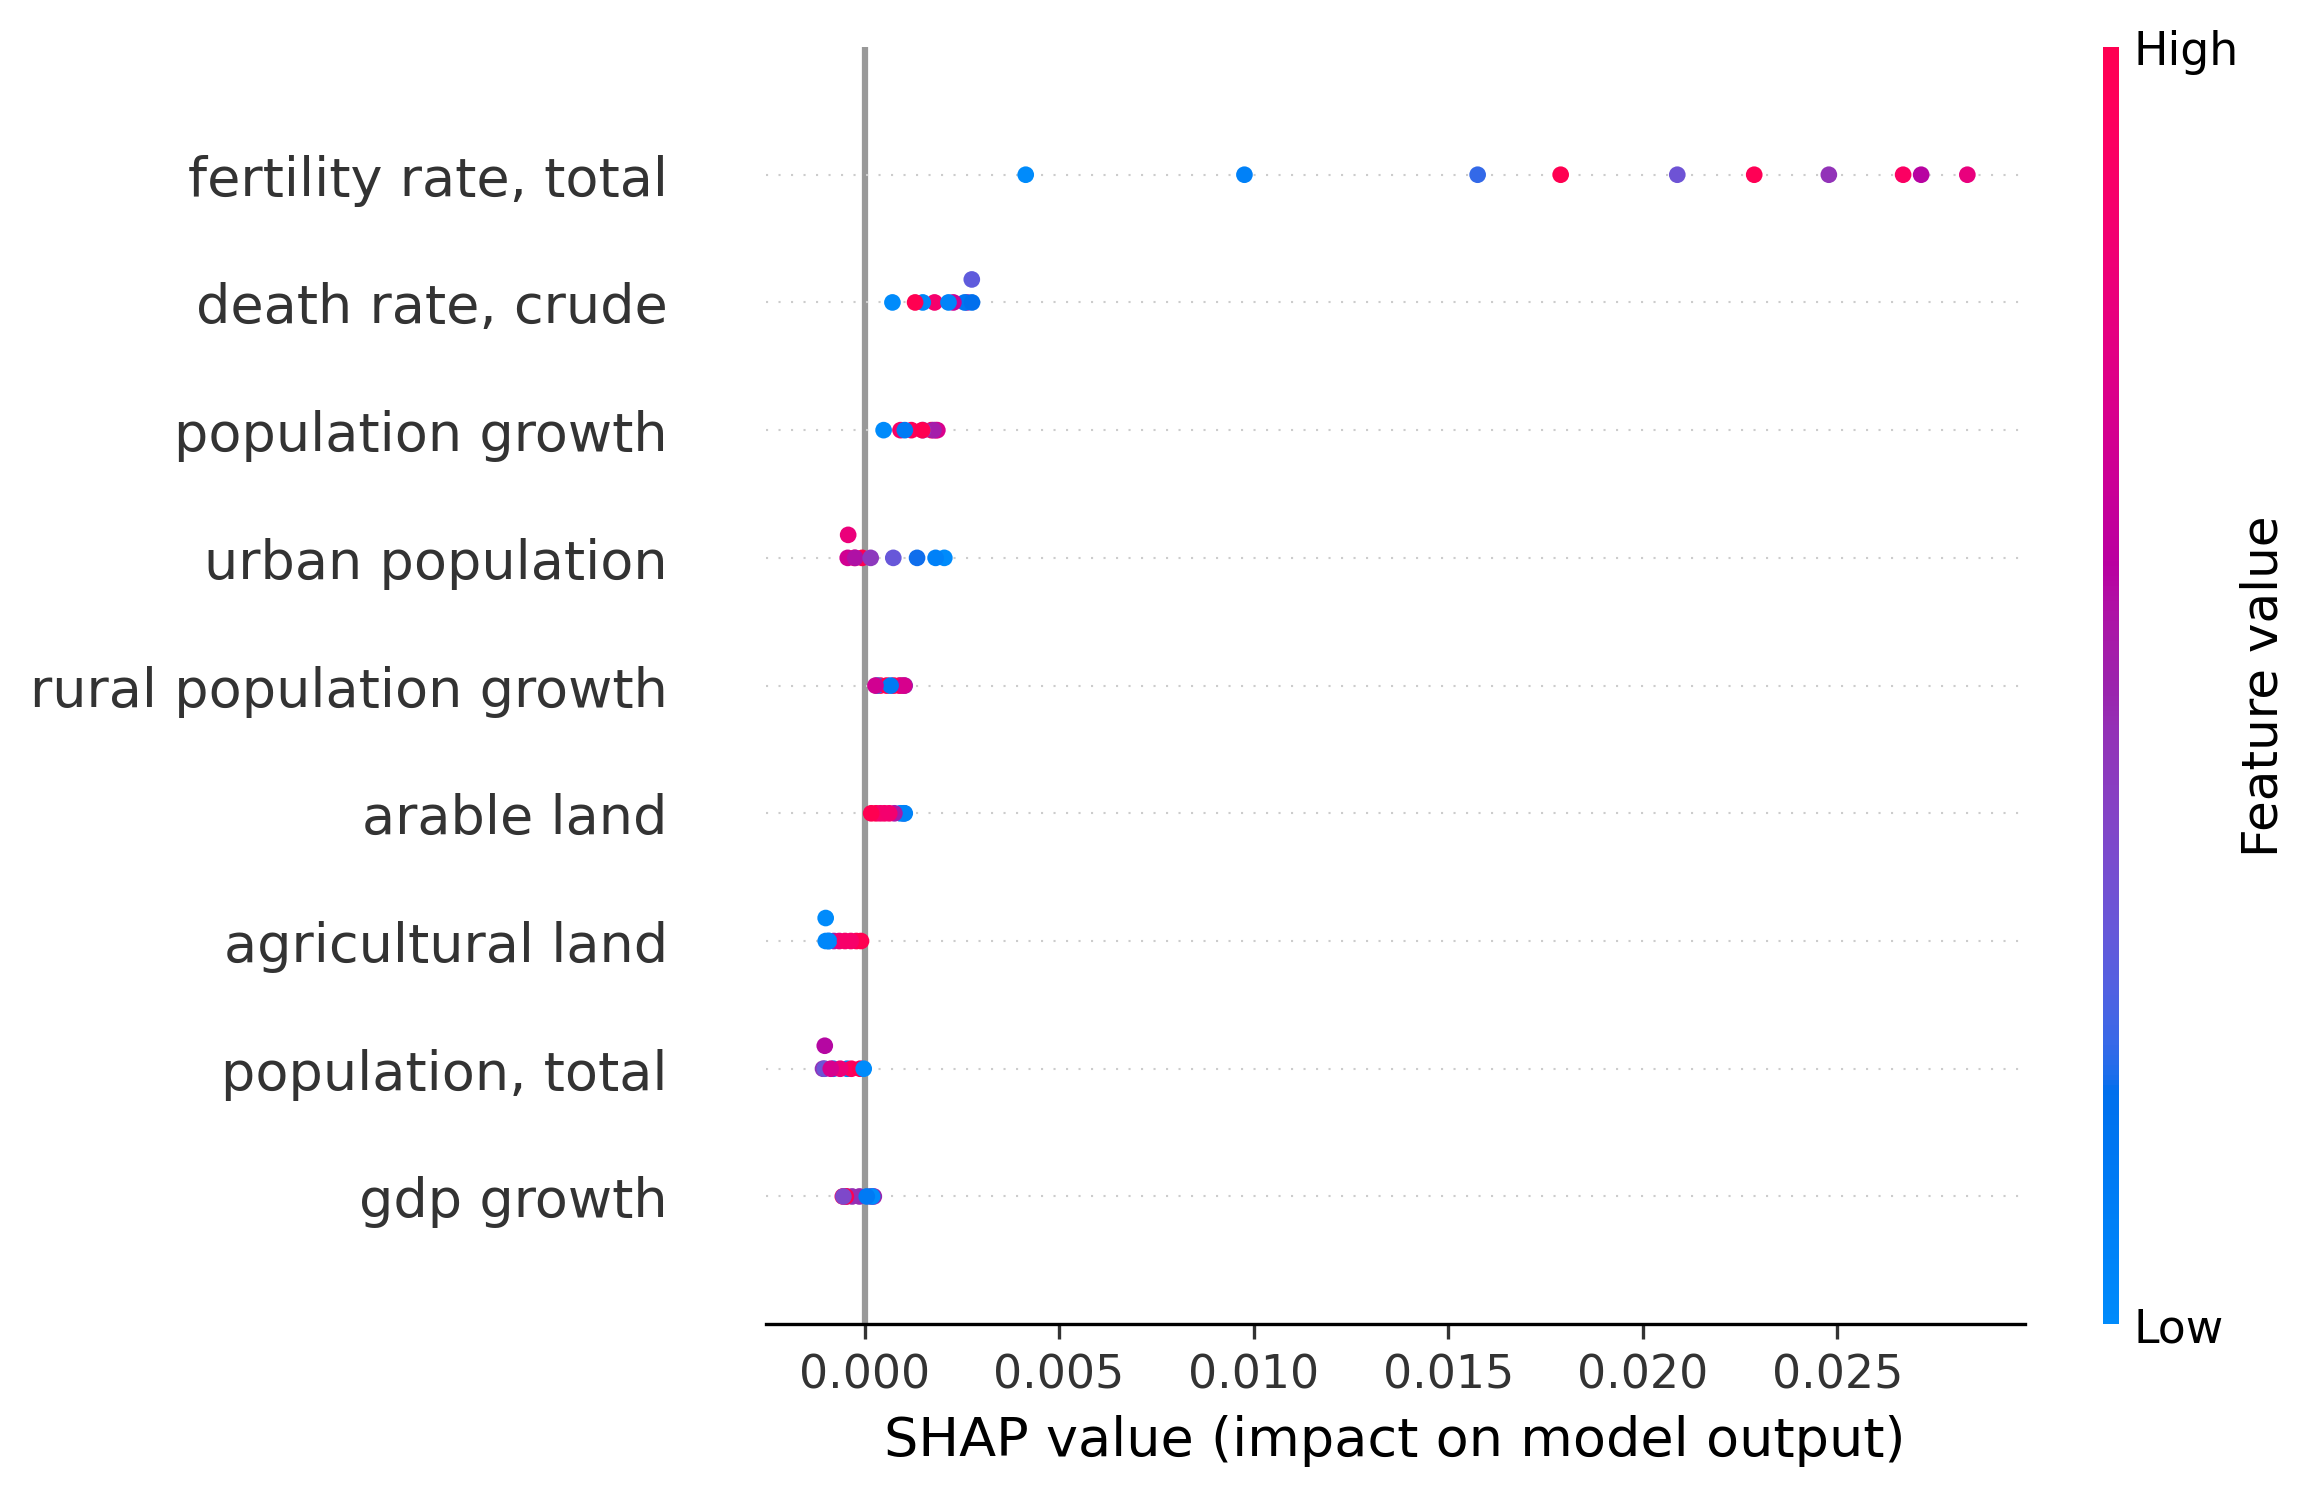 High
fertility rate, total
death rate, crude
population growth
urban population
rural population growth
arable land
agricultural land
population, total
gdp growth
Feature value
Low
0.000 0.005 0.010 0.015 0.020 0.025
SHAP value (impact on model output)